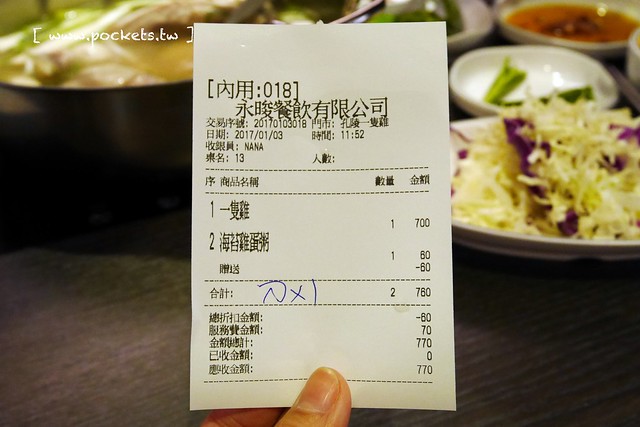 [ www.pockets.tw ]
[內用:018]
永晙餐飲有限公司
交易序號: 20170103018 門市: 孔陵一隻雞
日期: 2017/01/03 時間: 11:52
收銀員: NANA
桌名: 13 人數:
序 商品名稱 數量 金額
1 一隻雞
1 700
2 海苔雞蛋粥
1 60
贈送 -60
合計: 2 760
總折扣金額: -60
服務費金額: 70
金額總計: 770
已收金額: 0
應收金額: 770